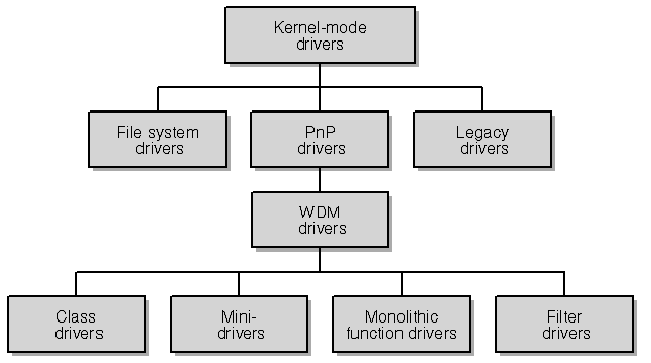 Kernel-mode
drivers
File system
drivers
PnP
drivers
Legacy
drivers
WDM
drivers
Class
drivers
Mini-
drivers
Monolithic
function drivers
Filter
drivers